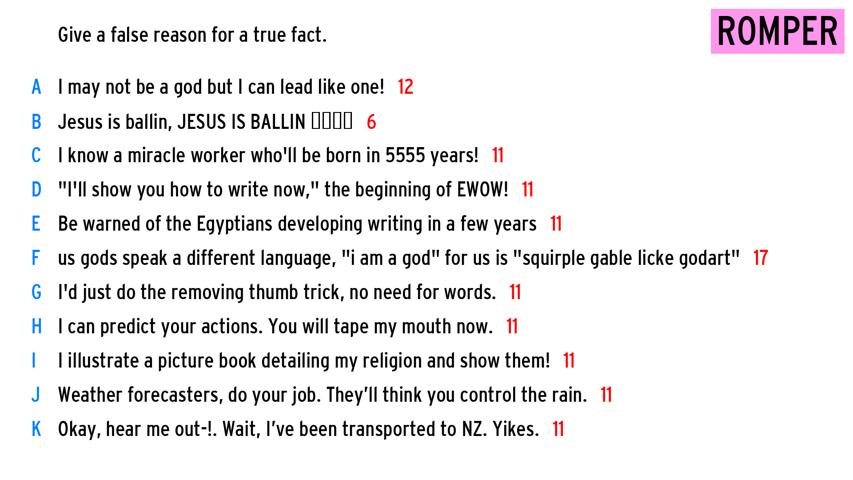 Give a false reason for a true fact.
ROMPER
A I may not be a god but I can lead like one! 12
B Jesus is ballin, JESUS IS BALLIN ▯▯▯▯ 6
C I know a miracle worker who'll be born in 5555 years! 11
D "I'll show you how to write now," the beginning of EWOW! 11
E Be warned of the Egyptians developing writing in a few years 11
F us gods speak a different language, "i am a god" for us is "squirple gable licke godart" 17
G I'd just do the removing thumb trick, no need for words. 11
H I can predict your actions. You will tape my mouth now. 11
I I illustrate a picture book detailing my religion and show them! 11
J Weather forecasters, do your job. They’ll think you control the rain. 11
K Okay, hear me out-!. Wait, I’ve been transported to NZ. Yikes. 11